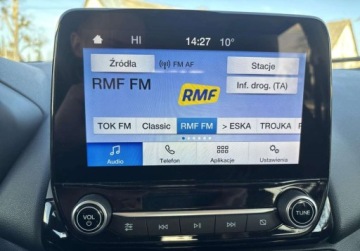 HI 14:27 10°
Źródła FM AF Stacje
RMF FM RMF Inf. drog. (TA)
TOK FM Classic RMF FM > ESKA TROJKA F
Audio Telefon Aplikacje Ustawienia
VOL TUNE